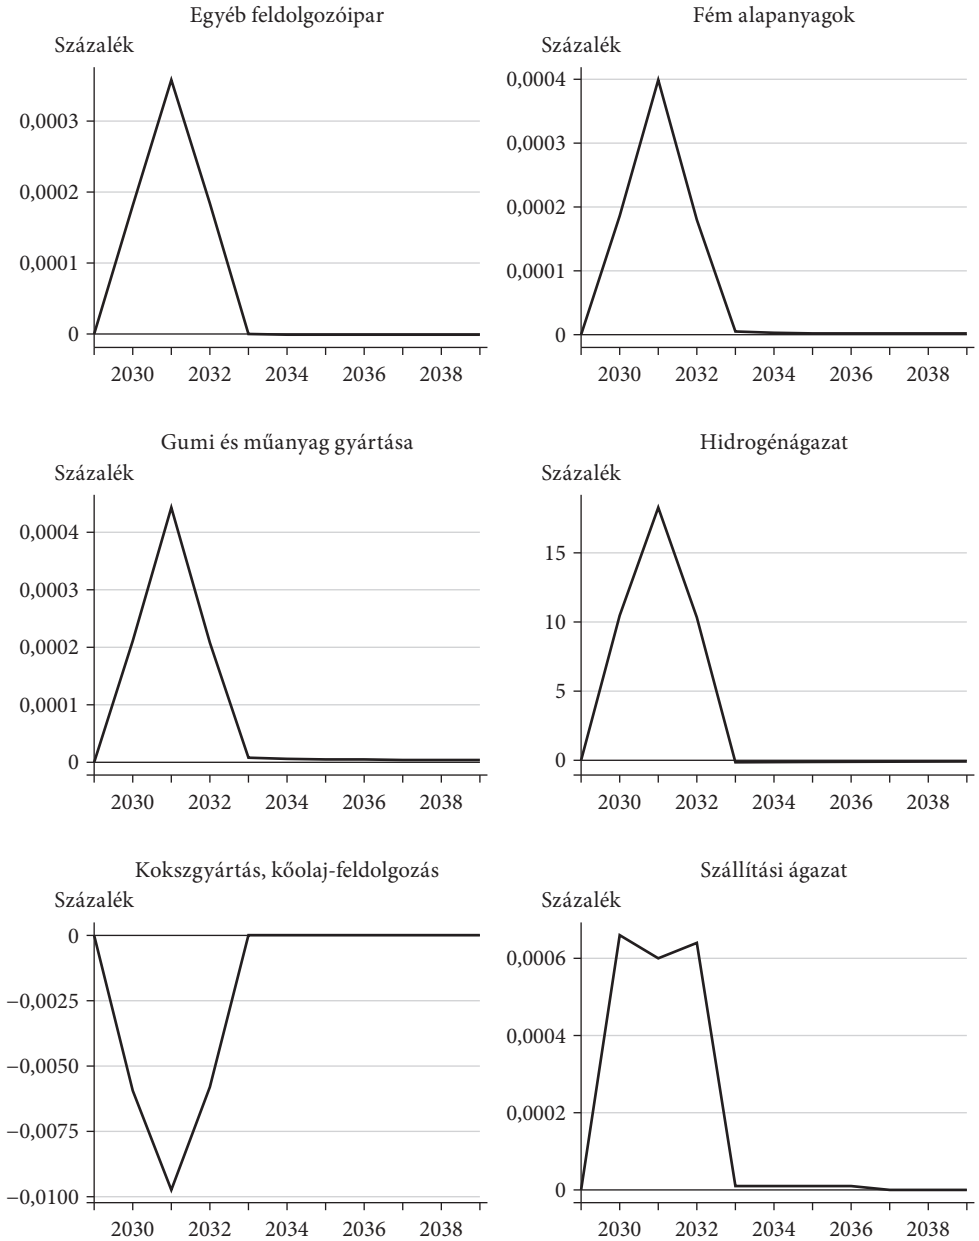 Egyéb feldolgozóipar
Százalék
0,0003
0,0002
0,0001
0
2030 2032 2034 2036 2038
Fém alapanyagok
Százalék
0,0004
0,0003
0,0002
0,0001
0
2030 2032 2034 2036 2038
Gumi és műanyag gyártása
Százalék
0,0004
0,0003
0,0002
0,0001
0
2030 2032 2034 2036 2038
Hidrogénágazat
Százalék
15
10
5
0
2030 2032 2034 2036 2038
Kokszgyártás, kőolaj-feldolgozás
Százalék
0
−0,0025
−0,0050
−0,0075
−0,0100
2030 2032 2034 2036 2038
Szállítási ágazat
Százalék
0,0006
0,0004
0,0002
0
2030 2032 2034 2036 2038